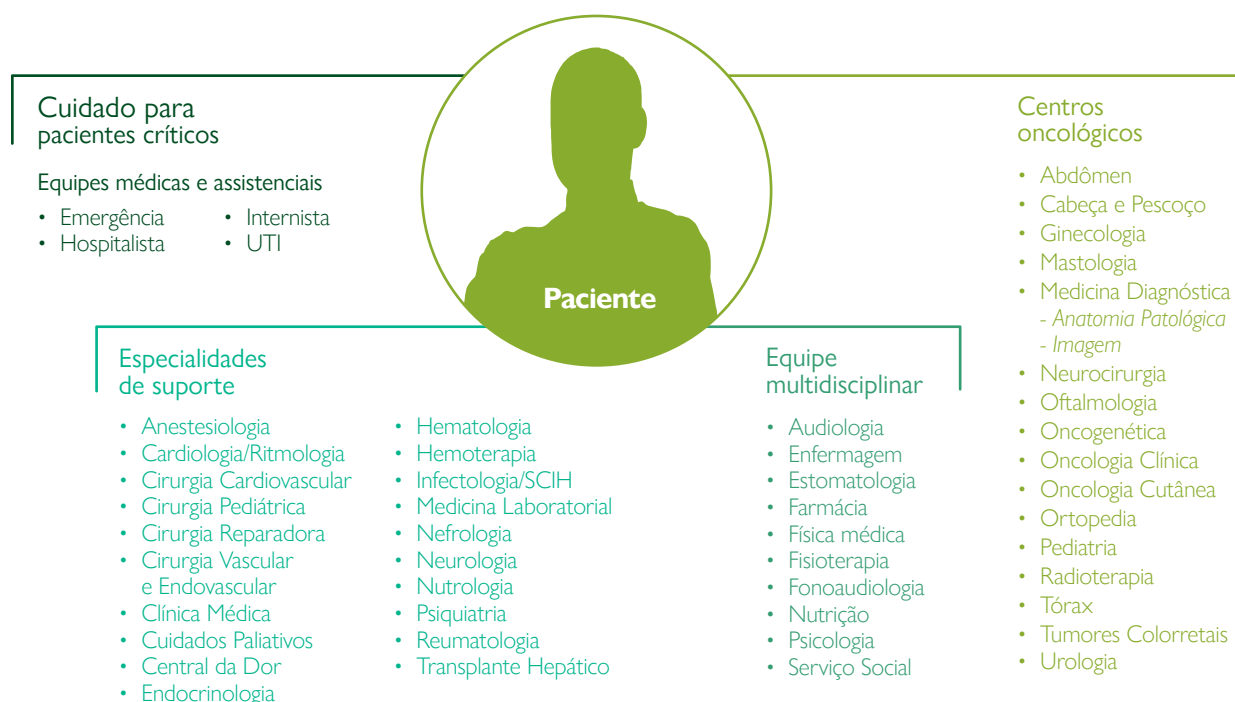 Cuidado para
pacientes críticos
Equipes médicas e assistenciais
• Emergência
• Hospitalista
• Internista
• UTI
Paciente
Especialidades
de suporte
• Anestesiologia
• Cardiologia/Ritmologia
• Cirurgia Cardiovascular
• Cirurgia Pediátrica
• Cirurgia Reparadora
• Cirurgia Vascular
e Endovascular
• Clínica Médica
• Cuidados Paliativos
• Central da Dor
• Endocrinologia
• Hematologia
• Hemoterapia
• Infectologia/SCIH
• Medicina Laboratorial
• Nefrologia
• Neurologia
• Nutrologia
• Psiquiatria
• Reumatologia
• Transplante Hepático
Equipe
multidisciplinar
• Audiologia
• Enfermagem
• Estomatologia
• Farmácia
• Física médica
• Fisioterapia
• Fonoaudiologia
• Nutrição
• Psicologia
• Serviço Social
Centros
oncológicos
• Abdômen
• Cabeça e Pescoço
• Ginecologia
• Mastologia
• Medicina Diagnóstica
- Anatomia Patológica
- Imagem
• Neurocirurgia
• Oftalmologia
• Oncogenética
• Oncologia Clínica
• Oncologia Cutânea
• Ortopedia
• Pediatria
• Radioterapia
• Tórax
• Tumores Colorretais
• Urologia